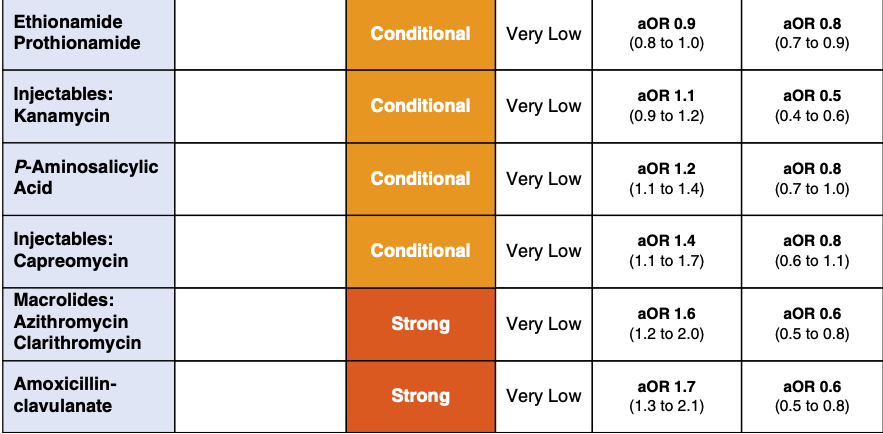 Ethionamide
Prothionamide
Conditional
Very Low
aOR 0.9
(0.8 to 1.0)
aOR 0.8
(0.7 to 0.9)
Injectables:
Kanamycin
Conditional
Very Low
aOR 1.1
(0.9 to 1.2)
aOR 0.5
(0.4 to 0.6)
P-Aminosalicylic
Acid
Conditional
Very Low
aOR 1.2
(1.1 to 1.4)
aOR 0.8
(0.7 to 1.0)
Injectables:
Capreomycin
Conditional
Very Low
aOR 1.4
(1.1 to 1.7)
aOR 0.8
(0.6 to 1.1)
Macrolides:
Azithromycin
Clarithromycin
Strong
Very Low
aOR 1.6
(1.2 to 2.0)
aOR 0.6
(0.5 to 0.8)
Amoxicillin-
clavulanate
Strong
Very Low
aOR 1.7
(1.3 to 2.1)
aOR 0.6
(0.5 to 0.8)